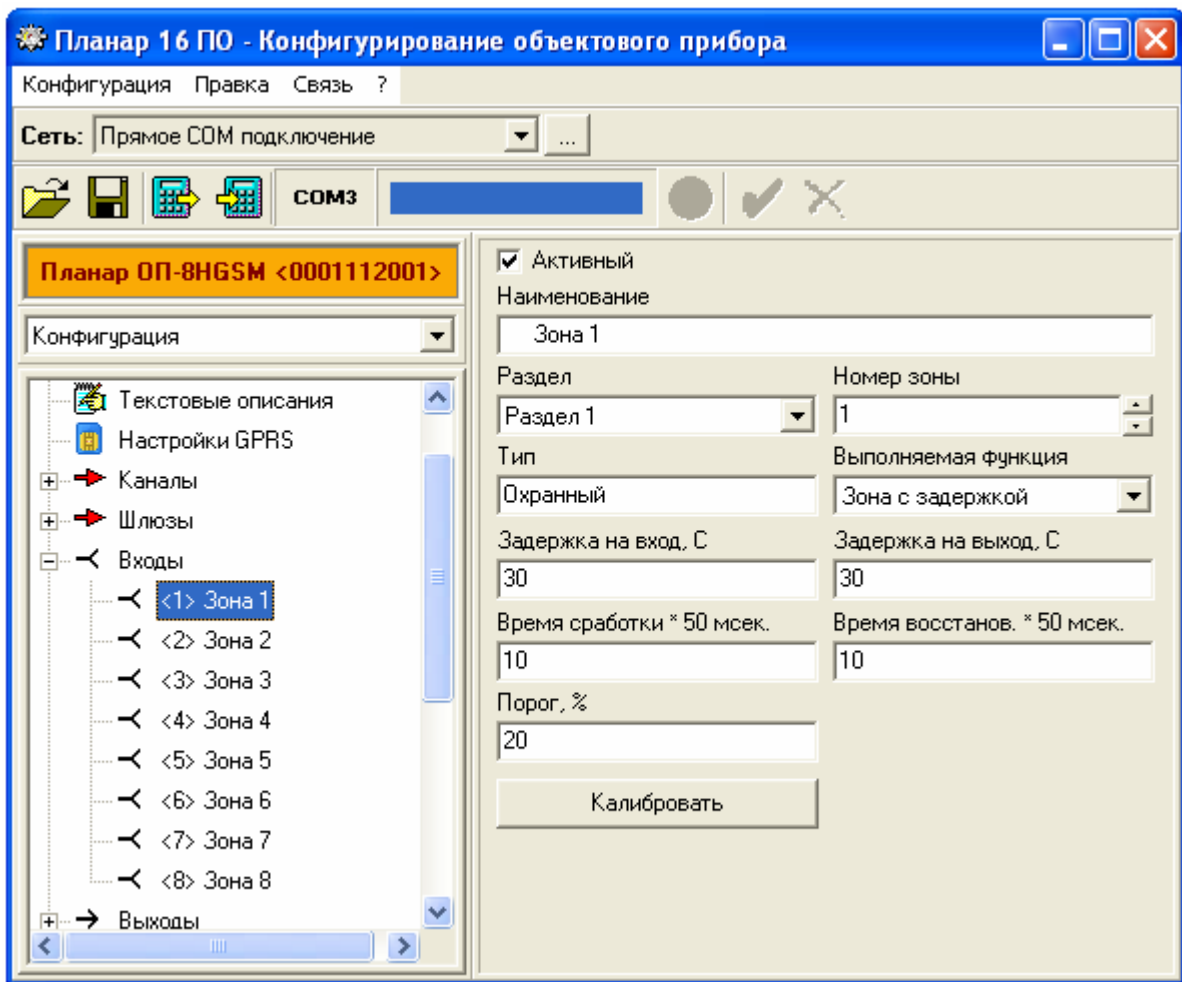 Планар 16 ПО - Конфигурирование объектового прибора
Конфигурация Правка Связь ?
Сеть: Прямое COM подключение ...
COM3
Планар ОП-8HGSM <0001112001>
Конфигурация
Текстовые описания
Настройки GPRS
Каналы
Шлюзы
Входы
<1> Зона 1
<2> Зона 2
<3> Зона 3
<4> Зона 4
<5> Зона 5
<6> Зона 6
<7> Зона 7
<8> Зона 8
Выходы
Активный
Наименование
Зона 1
Раздел Номер зоны
Раздел 1 1
Тип Выполняемая функция
Охранный Зона с задержкой
Задержка на вход, С Задержка на выход, С
30 30
Время сработки * 50 мсек. Время восстанов. * 50 мсек.
10 10
Порог, %
20
Калибровать